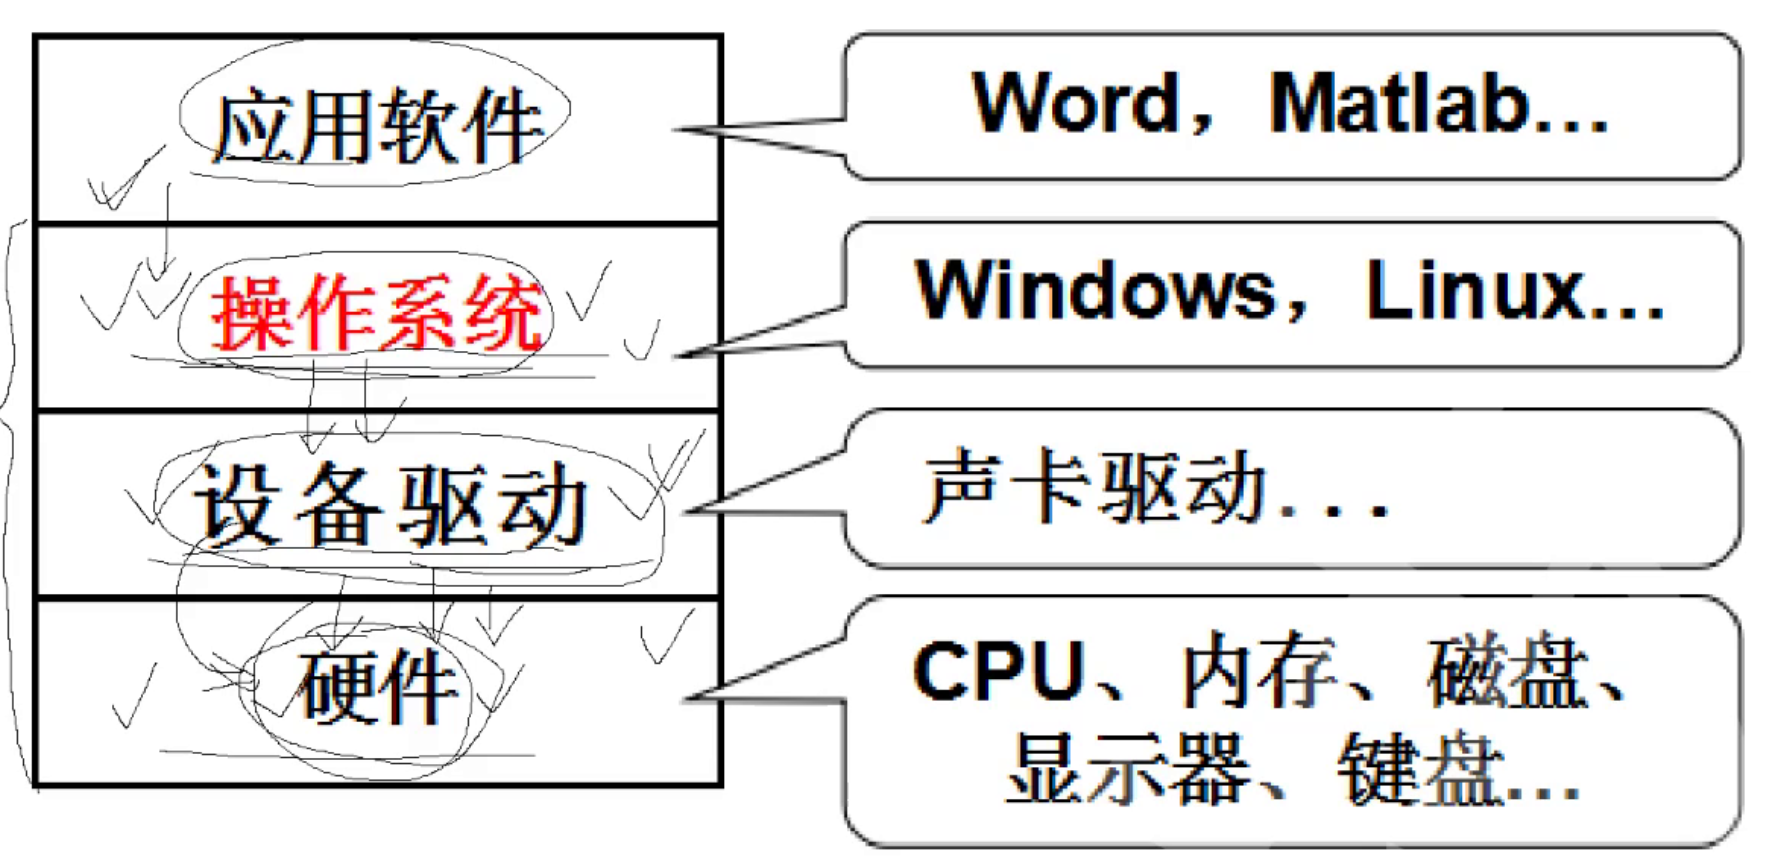 应用软件
Word，Matlab...
操作系统
Windows，Linux...
设备驱动
声卡驱动...
硬件
CPU、内存、磁盘、
显示器、键盘...